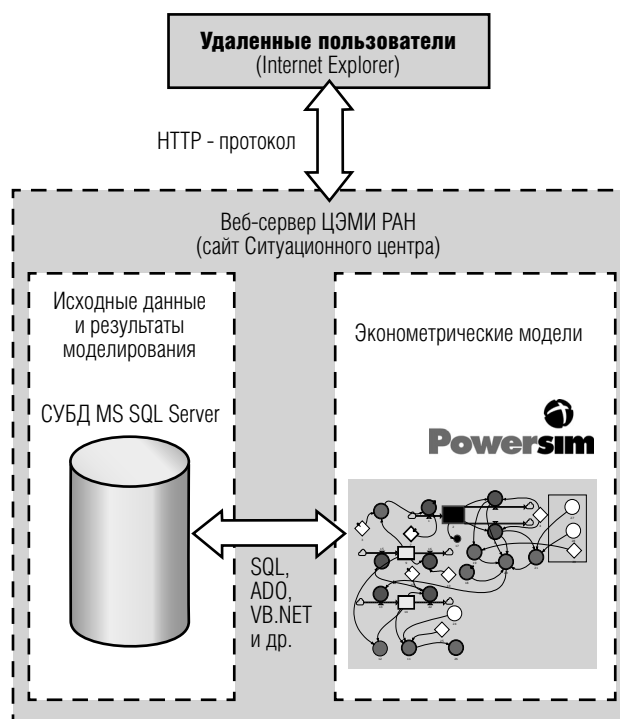 Удаленные пользователи
(Internet Explorer)
HTTP - протокол
Веб-сервер ЦЭМИ РАН
(сайт Ситуационного центра)
Исходные данные
и результаты
моделирования
СУБД MS SQL Server
Эконометрические модели
Powersim
SQL,
ADO,
VB.NET
и др.